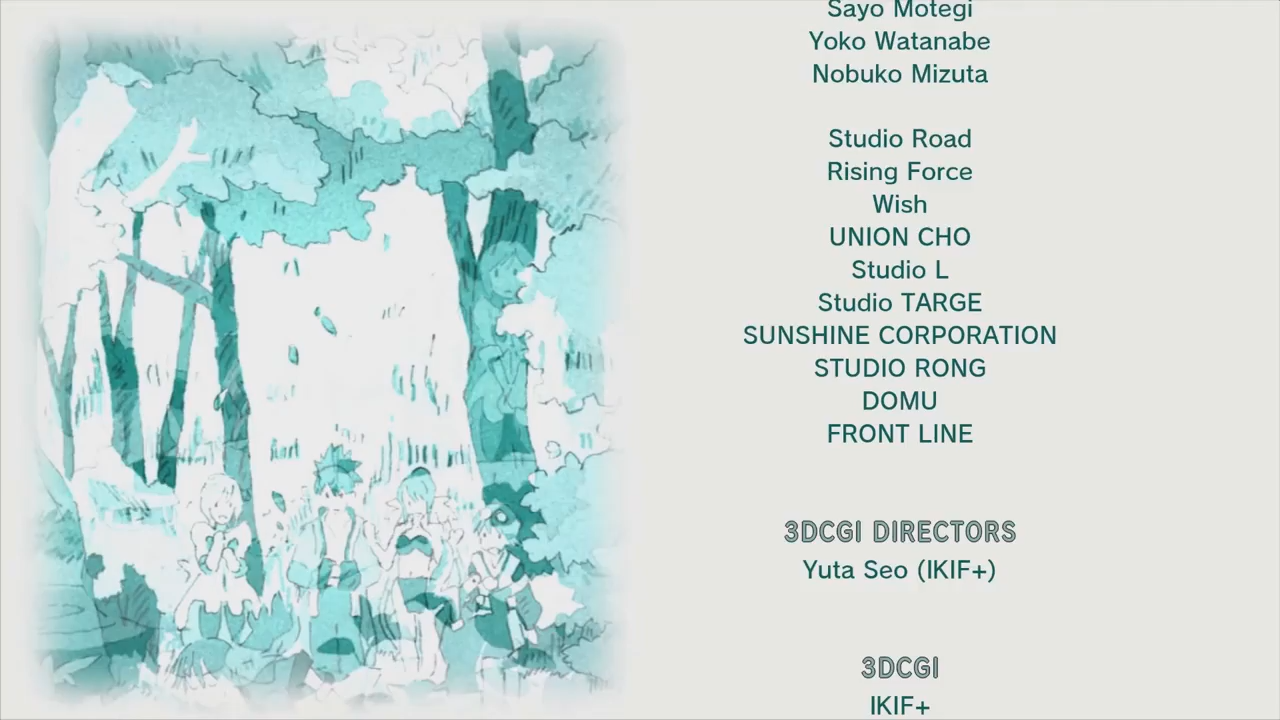 Sayo Motegi
Yoko Watanabe
Nobuko Mizuta
Studio Road
Rising Force
Wish
UNION CHO
Studio L
Studio TARGE
SUNSHINE CORPORATION
STUDIO RONG
DOMU
FRONT LINE
3DCGI DIRECTORS
Yuta Seo (IKIF+)
3DCGI
IKIF+